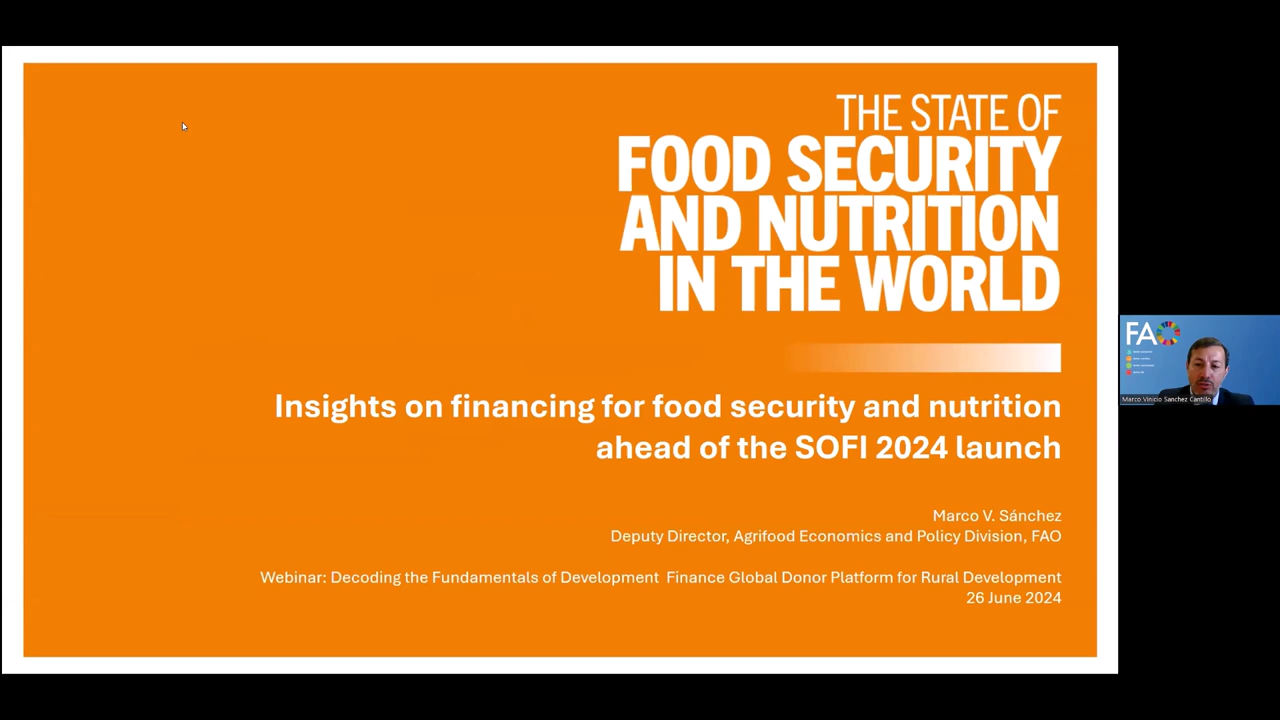 THE STATE OF
FOOD SECURITY
AND NUTRITION
IN THE WORLD
Insights on financing for food security and nutrition
ahead of the SOFI 2024 launch
Marco V. Sánchez
Deputy Director, Agrifood Economics and Policy Division, FAO
Webinar: Decoding the Fundamentals of Development  Finance Global Donor Platform for Rural Development
26 June 2024
FAO
Marco Vinicio Sanchez Cantillo